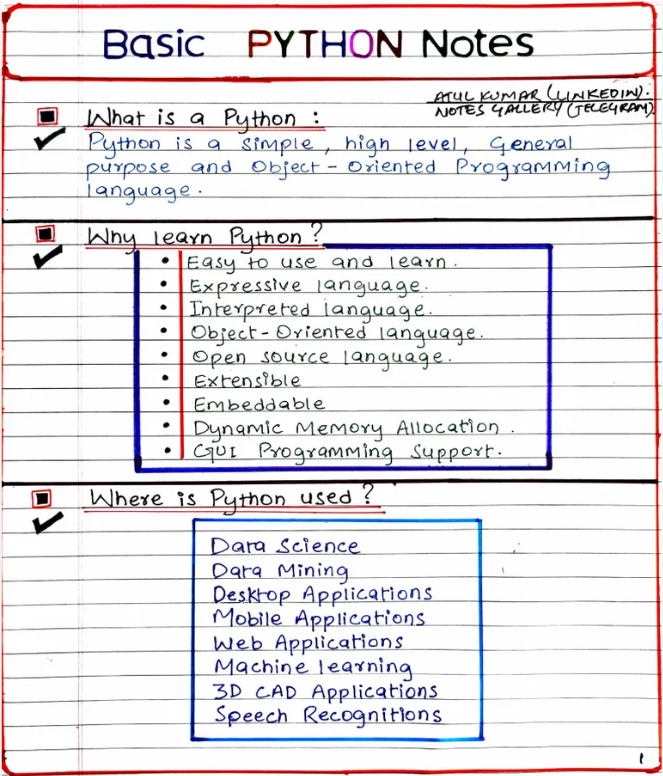 Basic PYTHON Notes
ATUL KUMAR (LINKEDIN).
NOTES GALLERY (TELEGRAM).
What is a Python :
Python is a simple, high level, General
purpose and Object-Oriented Programming
language.
Why learn Python?
• Easy to use and learn.
• Expressive language.
• Interpreted language.
• Object-Oriented language.
• Open source language.
• Extensible
• Embeddable
• Dynamic Memory Allocation.
• GUI Programming Support.
Where is Python used?
Data Science
Data Mining
Desktop Applications
Mobile Applications
Web Applications
Machine learning
3D CAD Applications
Speech Recognitions
1